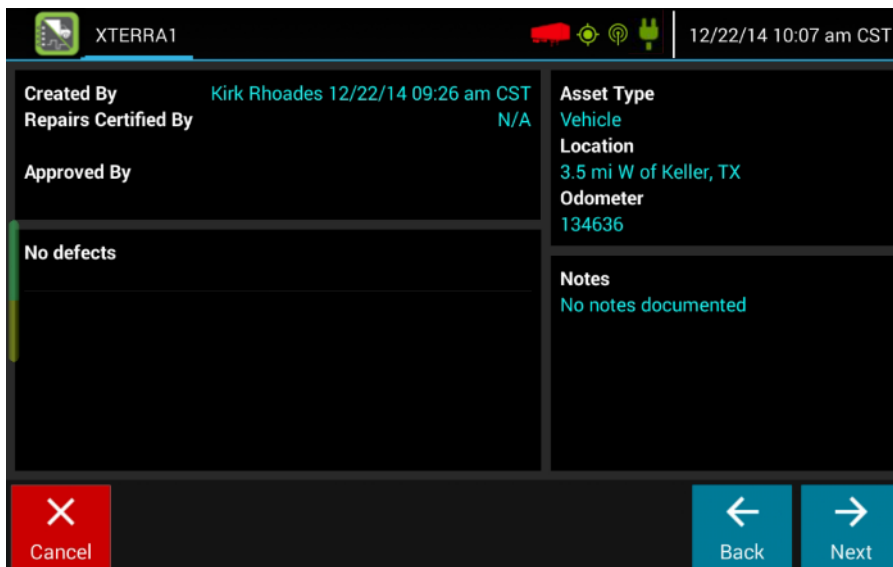 XTERRA1
12/22/14 10:07 am CST
Created By Kirk Rhoades 12/22/14 09:26 am CST
Repairs Certified By N/A
Approved By
No defects
Asset Type
Vehicle
Location
3.5 mi W of Keller, TX
Odometer
134636
Notes
No notes documented
Cancel
Back
Next